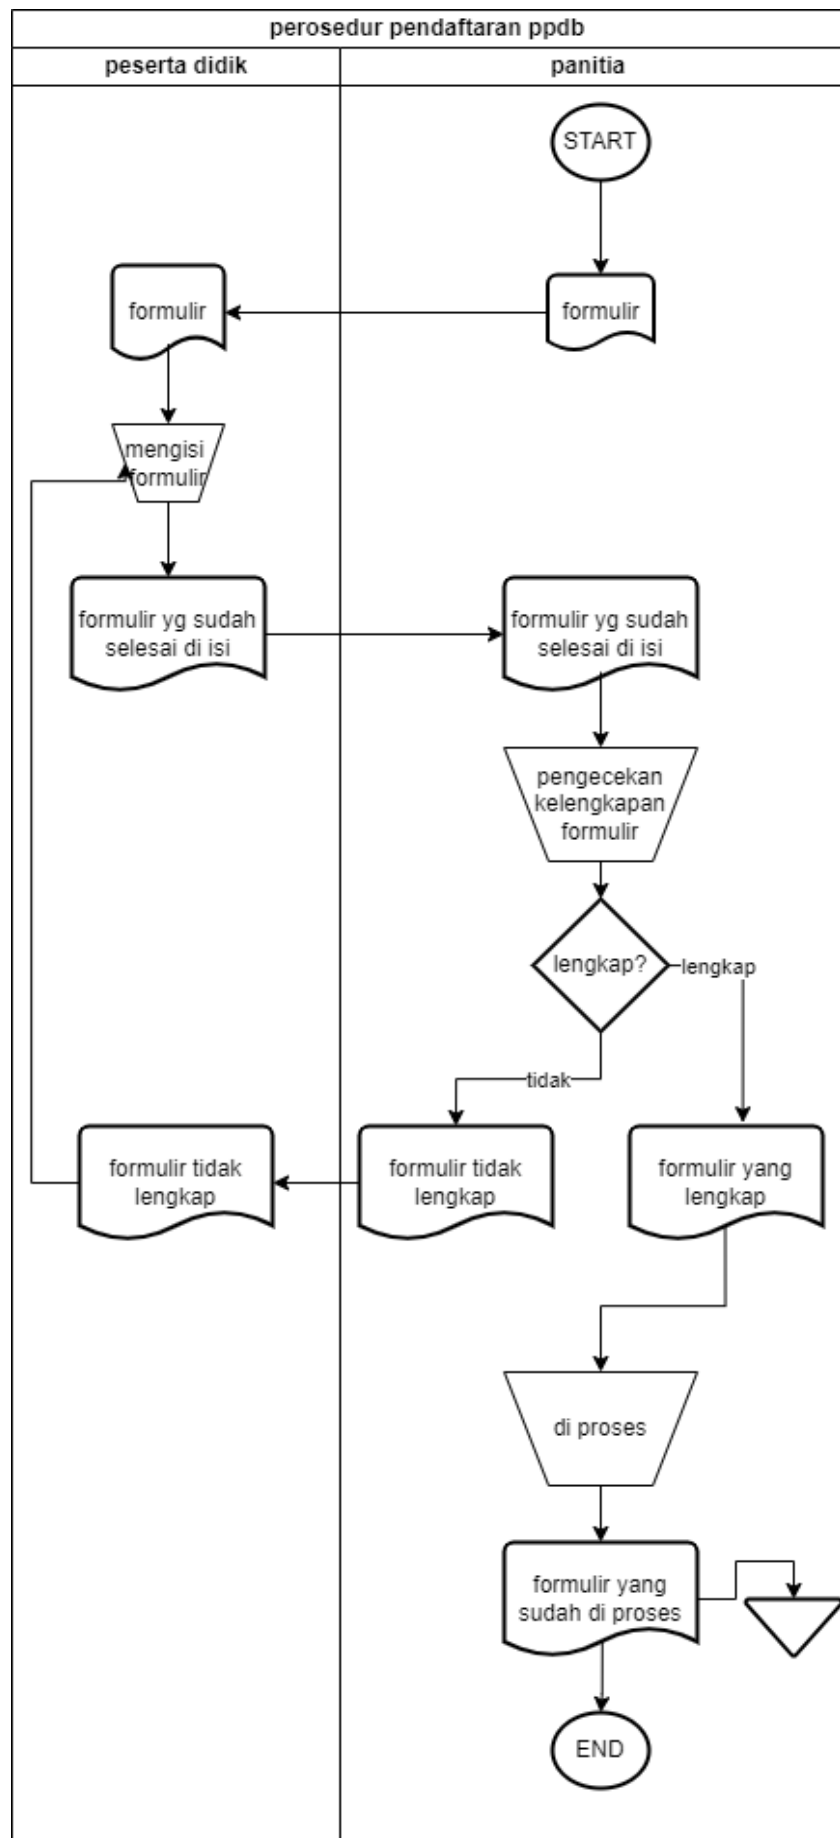 perosedur pendaftaran ppdb
peserta didik
panitia
START
formulir
formulir
mengisi
formulir
formulir yg sudah
selesai di isi
formulir yg sudah
selesai di isi
pengecekan
kelengkapan
formulir
lengkap?
lengkap
tidak
formulir tidak
lengkap
formulir tidak
lengkap
formulir yang
lengkap
di proses
formulir yang
sudah di proses
END